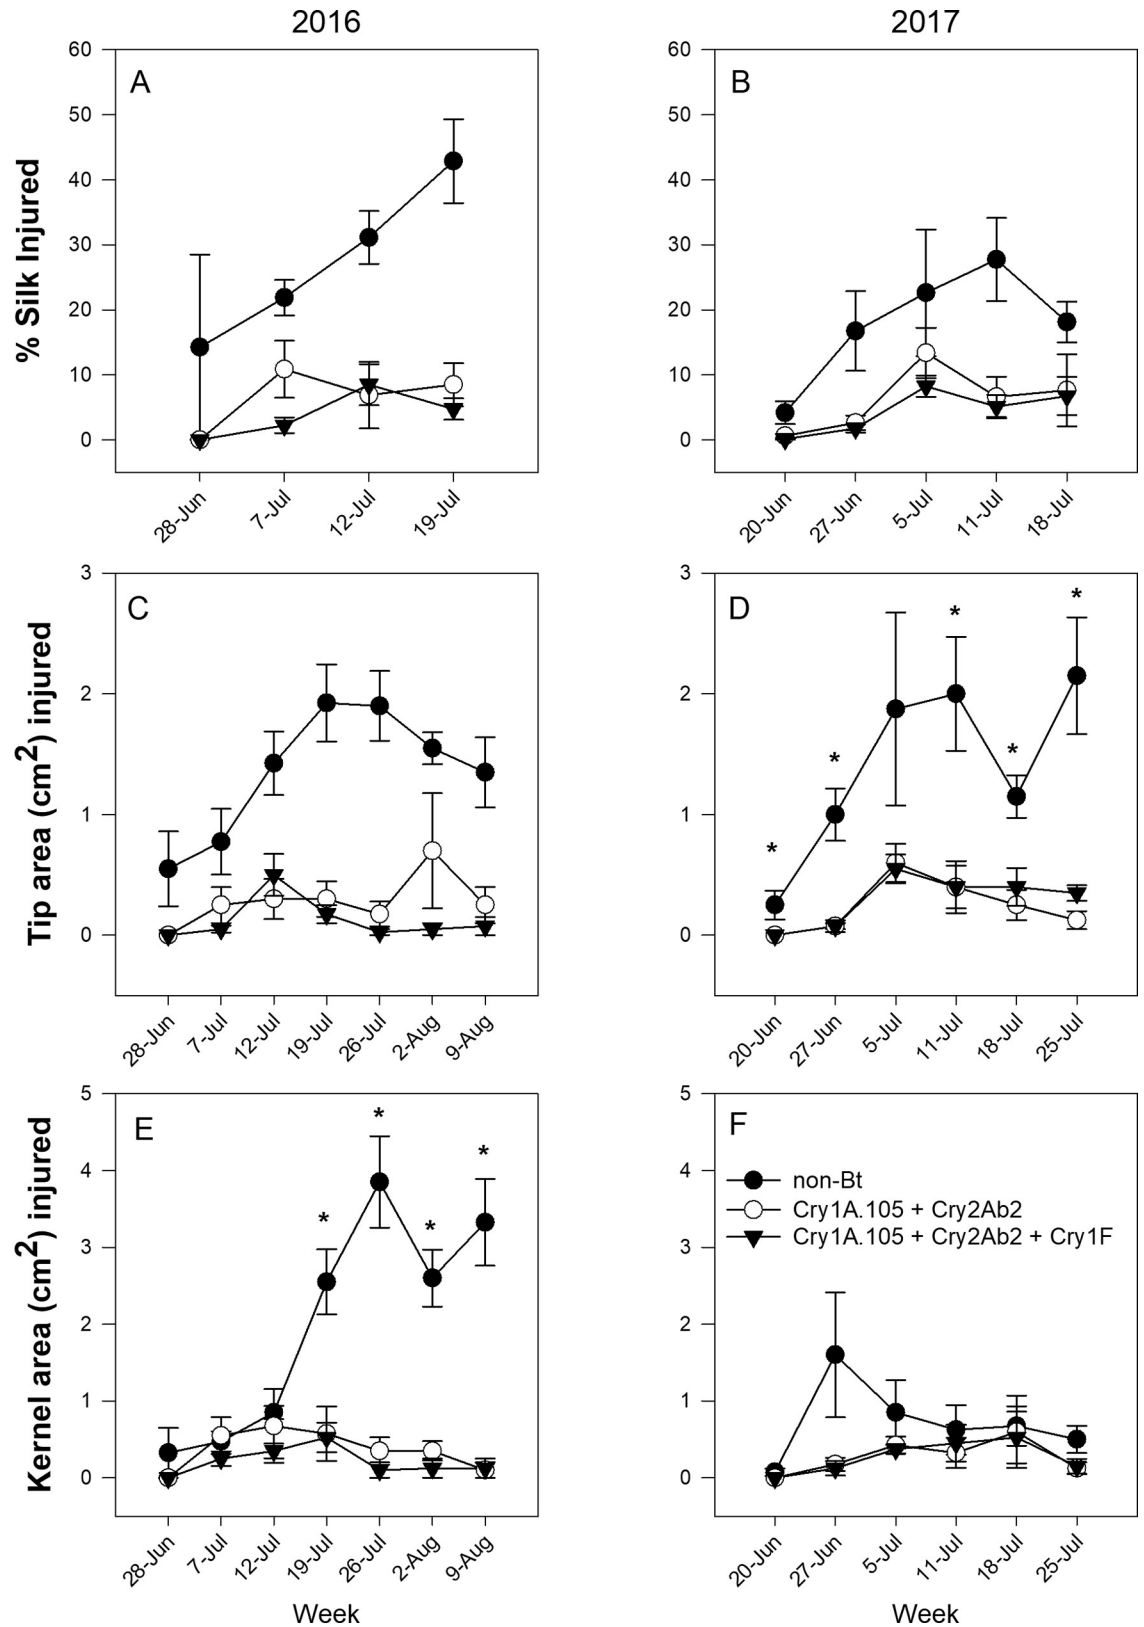 2016
2017
% Silk Injured
60
50
40
30
20
10
0
A
28-Jun
7-Jul
12-Jul
19-Jul
60
50
40
30
20
10
0
B
20-Jun
27-Jun
5-Jul
11-Jul
18-Jul
Tip area (cm2) injured
3
2
1
0
C
28-Jun
7-Jul
12-Jul
19-Jul
26-Jul
2-Aug
9-Aug
3
2
1
0
D
*
*
*
*
*
20-Jun
27-Jun
5-Jul
11-Jul
18-Jul
25-Jul
Kernel area (cm2) injured
5
4
3
2
1
0
E
*
*
*
*
28-Jun
7-Jul
12-Jul
19-Jul
26-Jul
2-Aug
9-Aug
Week
5
4
3
2
1
0
F
non-Bt
Cry1A.105 + Cry2Ab2
Cry1A.105 + Cry2Ab2 + Cry1F
20-Jun
27-Jun
5-Jul
11-Jul
18-Jul
25-Jul
Week